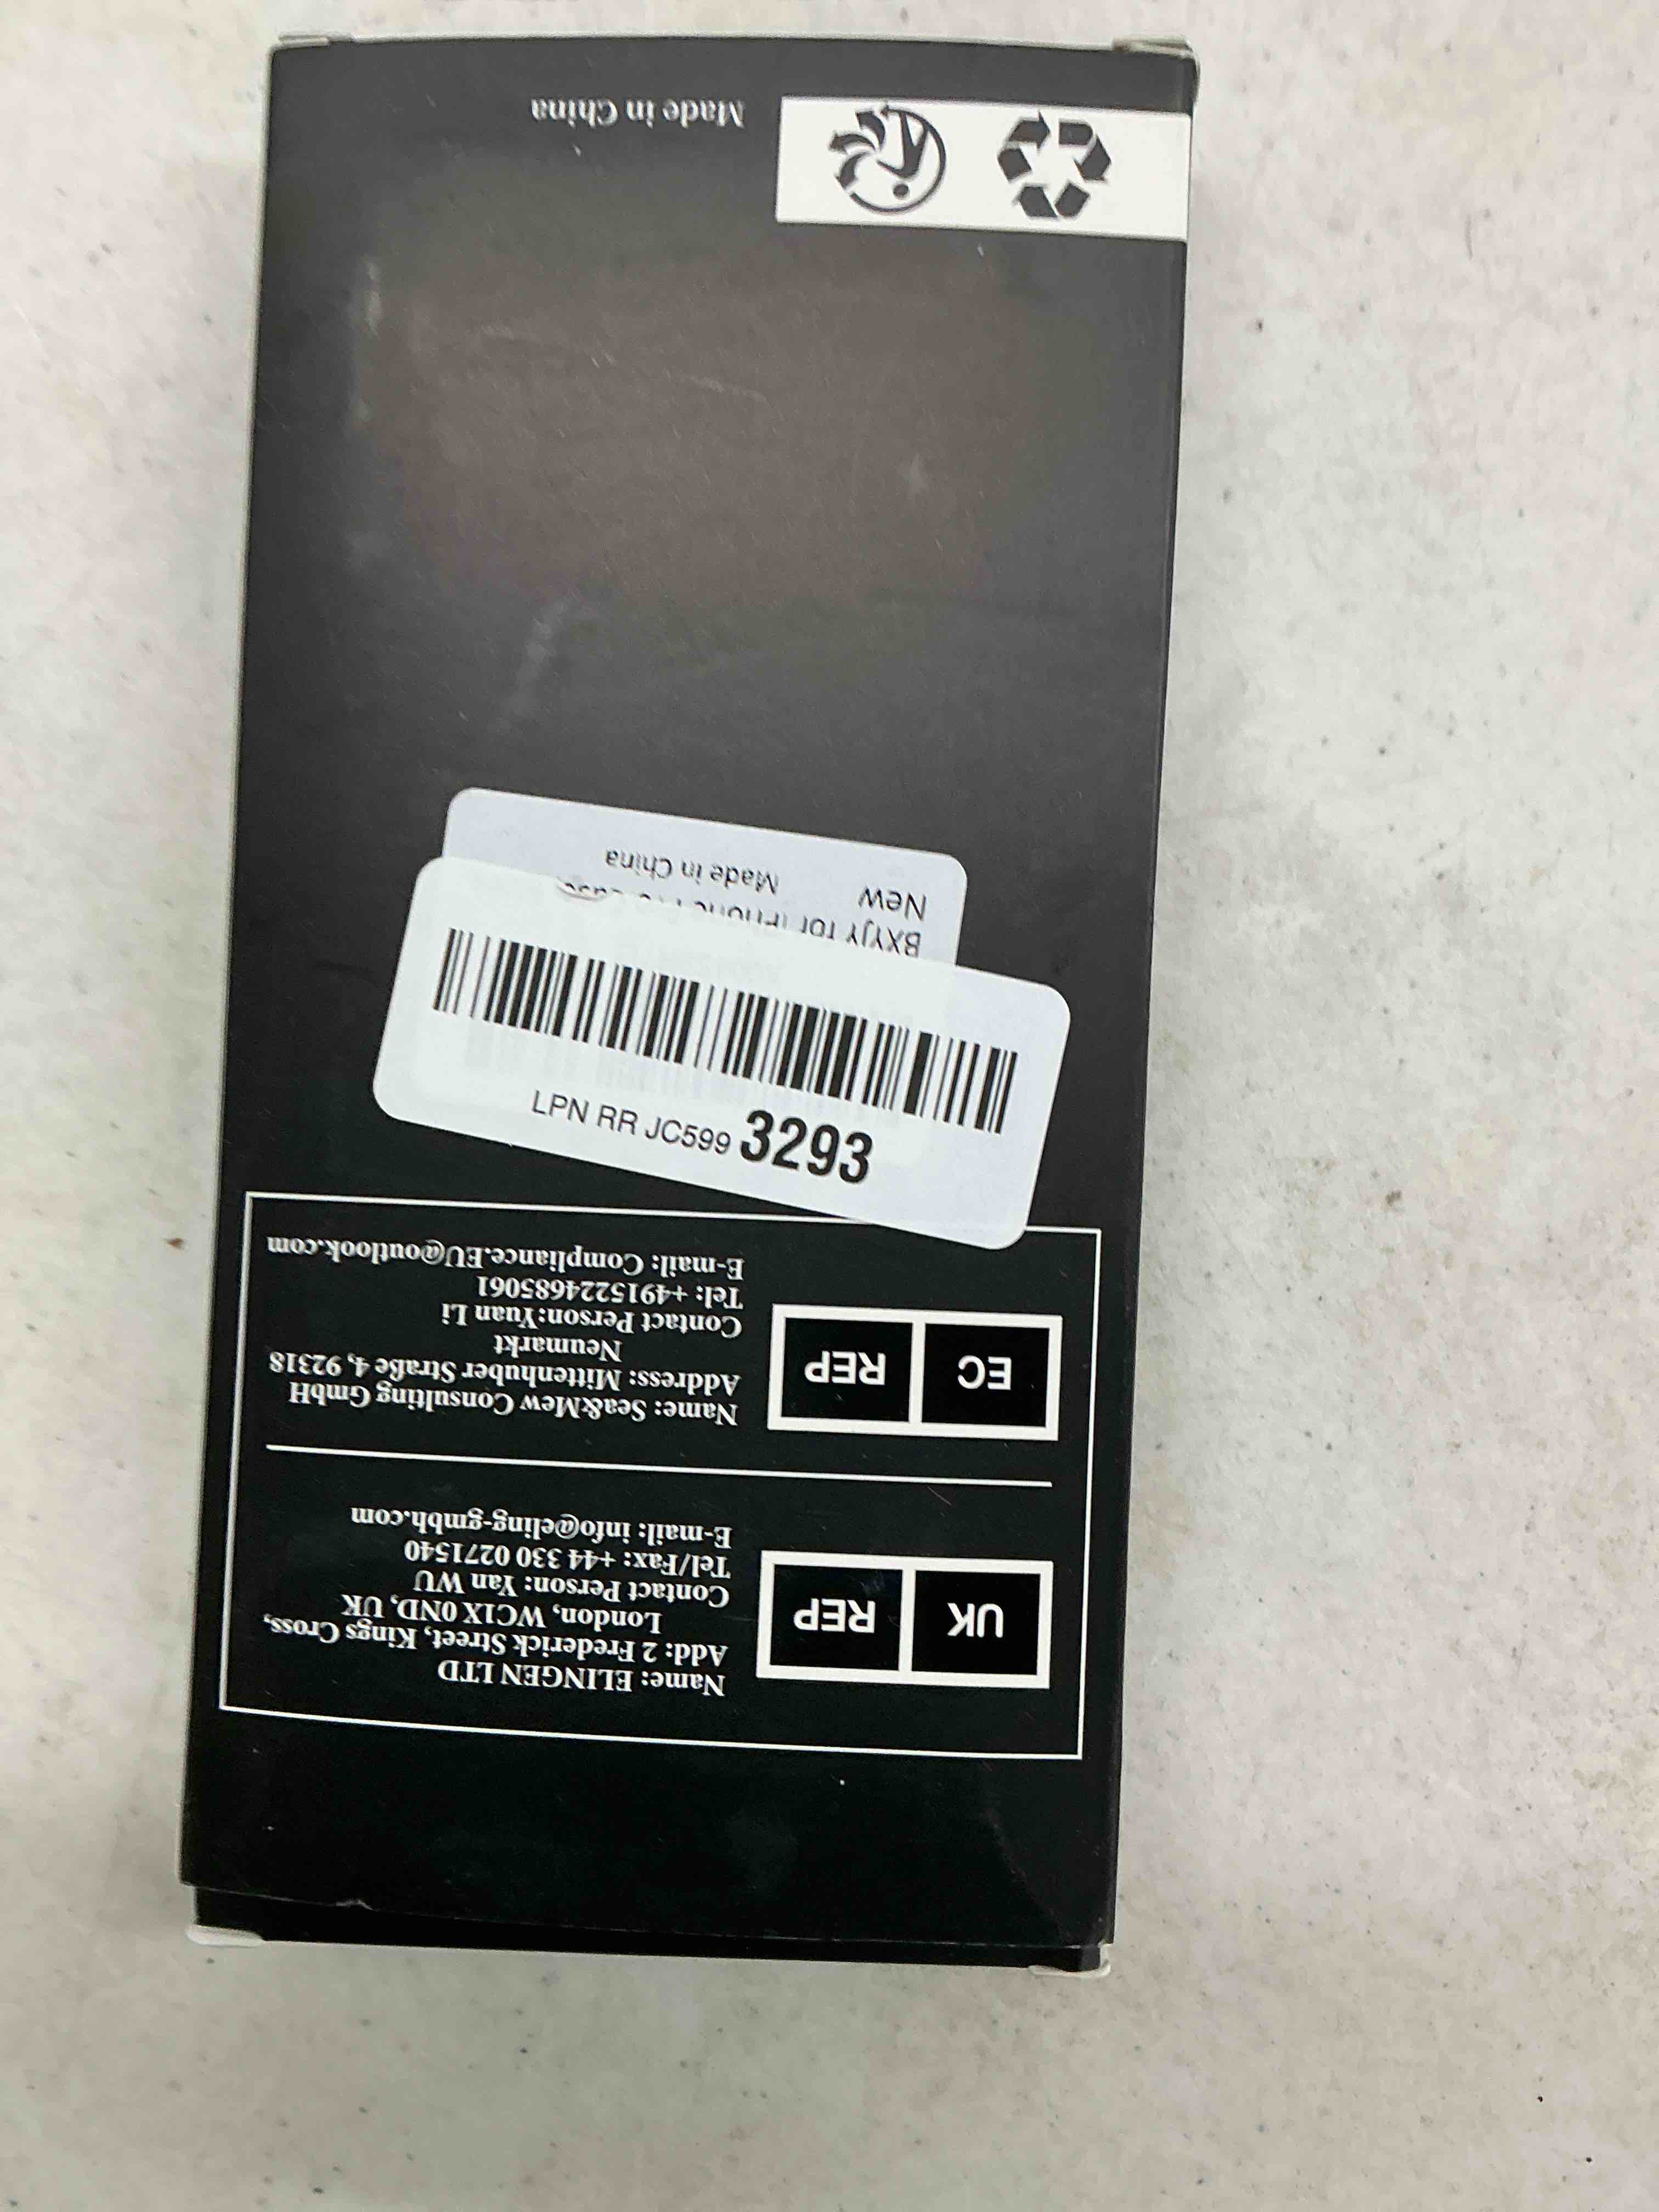 Name: ELINGEN LTD
Add: 2 Frederick Street, Kings Cross,
London, WC1X 0ND, UK
Contact Person: Yan WU
Tel/Fax: +44 330 0271540
E-mail: info@eling-gmbh.com
UK REP
Name: Sea&Mew Consulting GmbH
Address: Mittenhuber Straße 4, 92318
Neumarkt
Contact Person:Yuan Li
Tel: +4915224685061
E-mail: Compliance.EU@outlook.com
EC REP
LPN RR JC599 3293
BXYJY for iPhone
New Made in China
Made in China